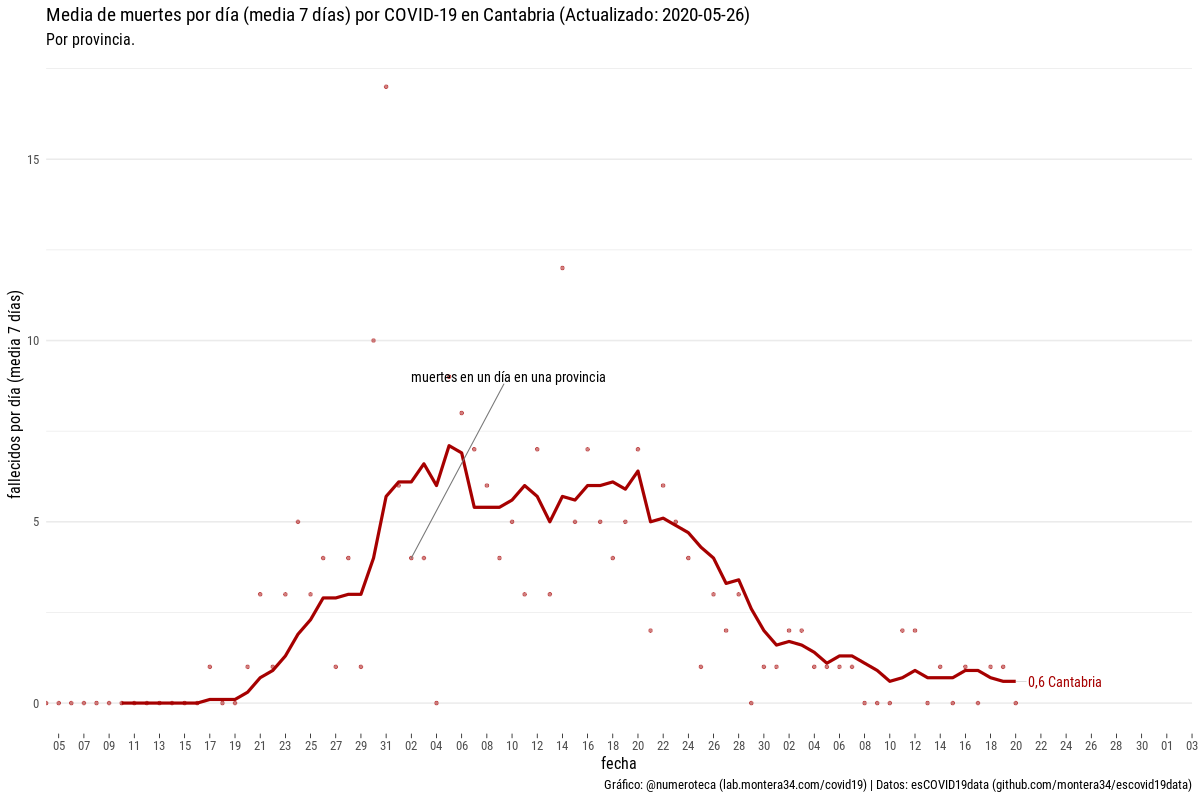 Media de muertes por día (media 7 días) por COVID-19 en Cantabria (Actualizado: 2020-05-26)
Por provincia.
fallecidos por día (media 7 días)
15
10
5
0
muertes en un día en una provincia
0,6 Cantabria
05 07 09 11 13 15 17 19 21 23 25 27 29 31 02 04 06 08 10 12 14 16 18 20 22 24 26 28 30 02 04 06 08 10 12 14 16 18 20 22 24 26 28 30 01 03
fecha
Gráfico: @numeroteca (lab.montera34.com/covid19) | Datos: esCOVID19data (github.com/montera34/escovid19data)